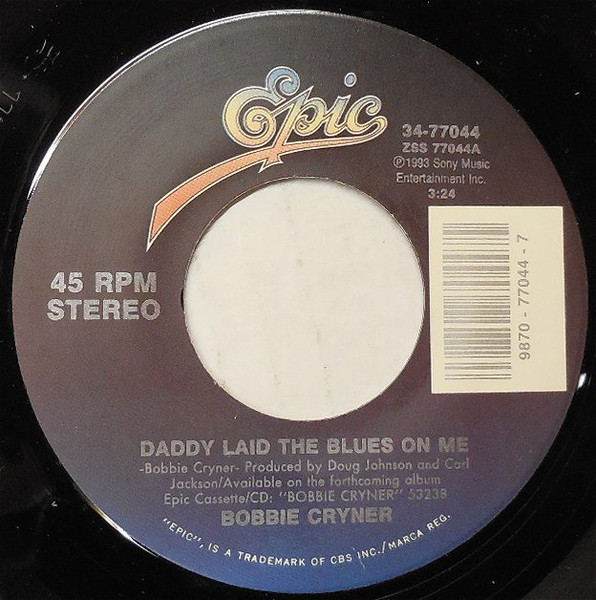 Epic
34-77044
ZSS 77044A
Ⓟ1993 Sony Music
Entertainment Inc.
3:24
45 RPM
STEREO
9870 - 77044 - 7
DADDY LAID THE BLUES ON ME
-Bobbie Cryner- Produced by Doug Johnson and Carl
Jackson/Available on the forthcoming album
Epic Cassette/CD: "BOBBIE CRYNER" 53238
BOBBIE CRYNER
"EPIC", IS A TRADEMARK OF CBS INC./MARCA REG.